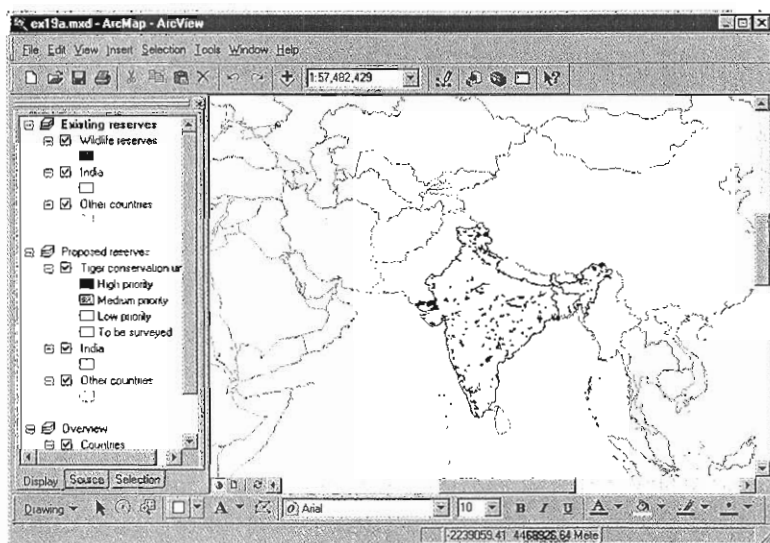 ex19a.mxd - ArcMap - ArcView
File Edit View Insert Selection Tools Window Help
1:57,482,429
Existing reserves
Wildlife reserves
India
Other countries
Proposed reserves
Tiger conservation un
High priority
Medium priority
Low priority
To be surveyed
India
Other countries
Overview
Countries
Display Source Selection
Drawing A Arial 10 B I U A
-2239059.41 4468926.64 Mete